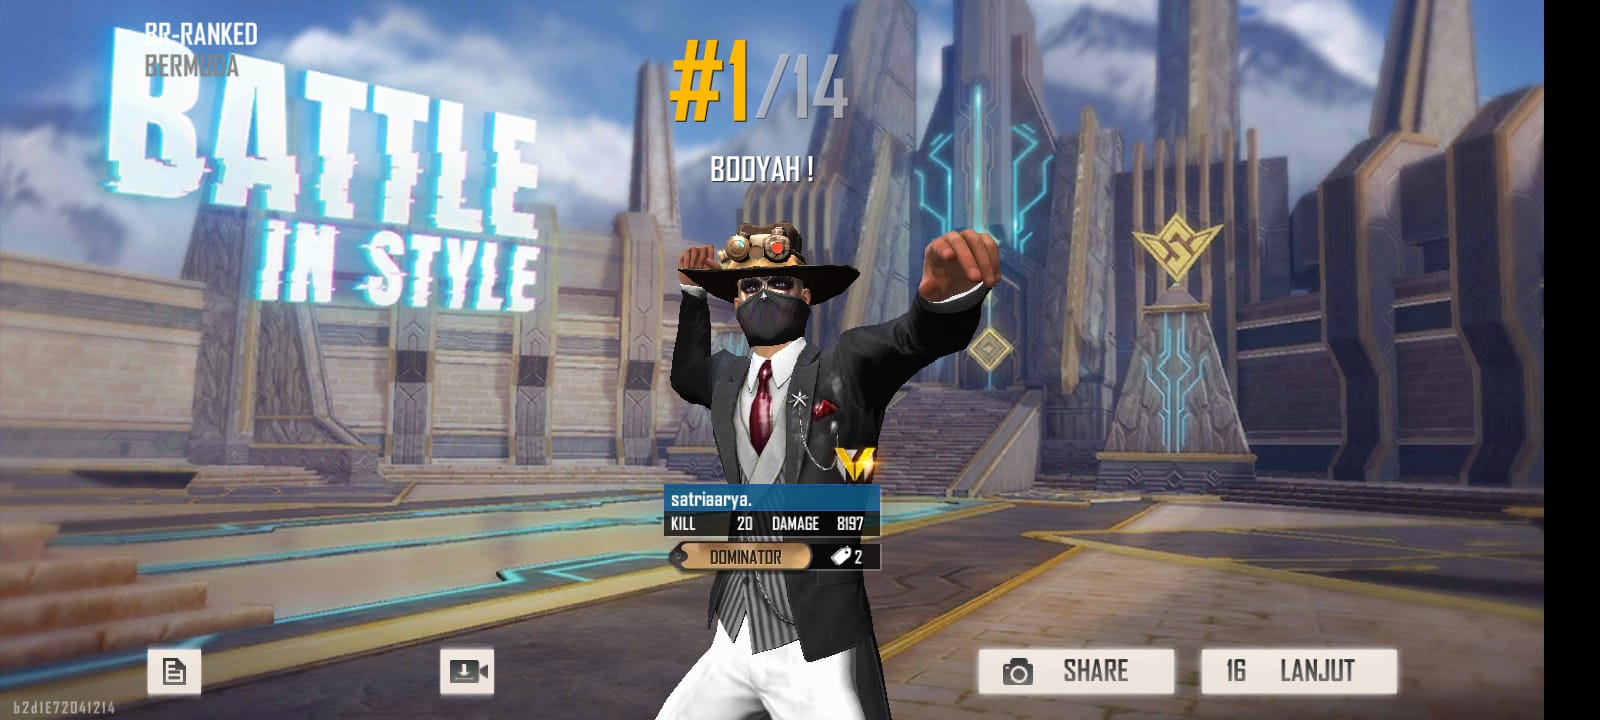 BR-RANKED
BERMUDA
BATTLE
IN STYLE
#1/14
BOOYAH !
satriaarya.
KILL 20 DAMAGE 8197
DOMINATOR 2
SHARE
16 LANJUT
b2d1E72041214